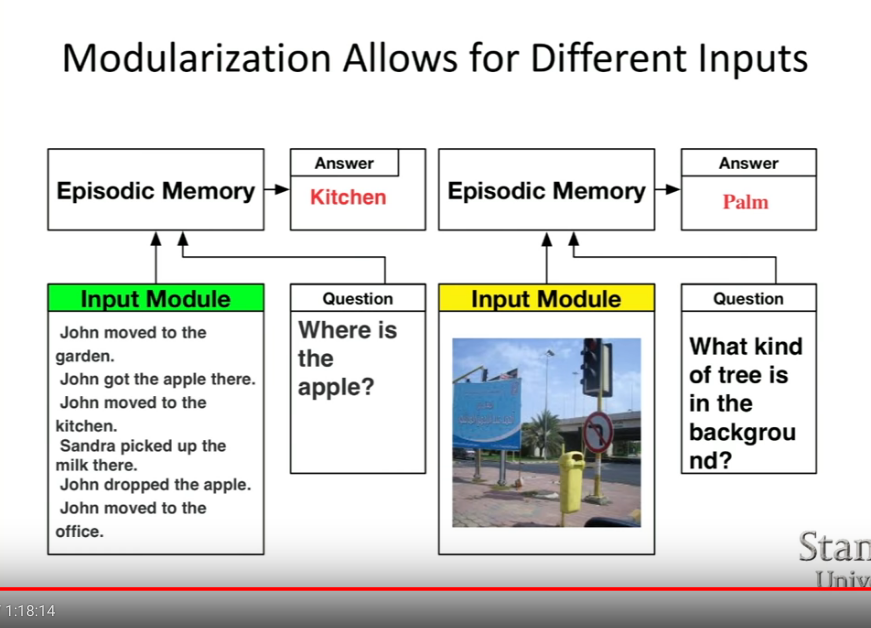 Modularization Allows for Different Inputs
Episodic Memory
Answer
Kitchen
Input Module
John moved to the
garden.
John got the apple there.
John moved to the
kitchen.
Sandra picked up the
milk there.
John dropped the apple.
John moved to the
office.
Question
Where is
the
apple?
Episodic Memory
Answer
Palm
Input Module
Question
What kind
of tree is
in the
backgrou
nd?
Stan
Univ
1:18:14